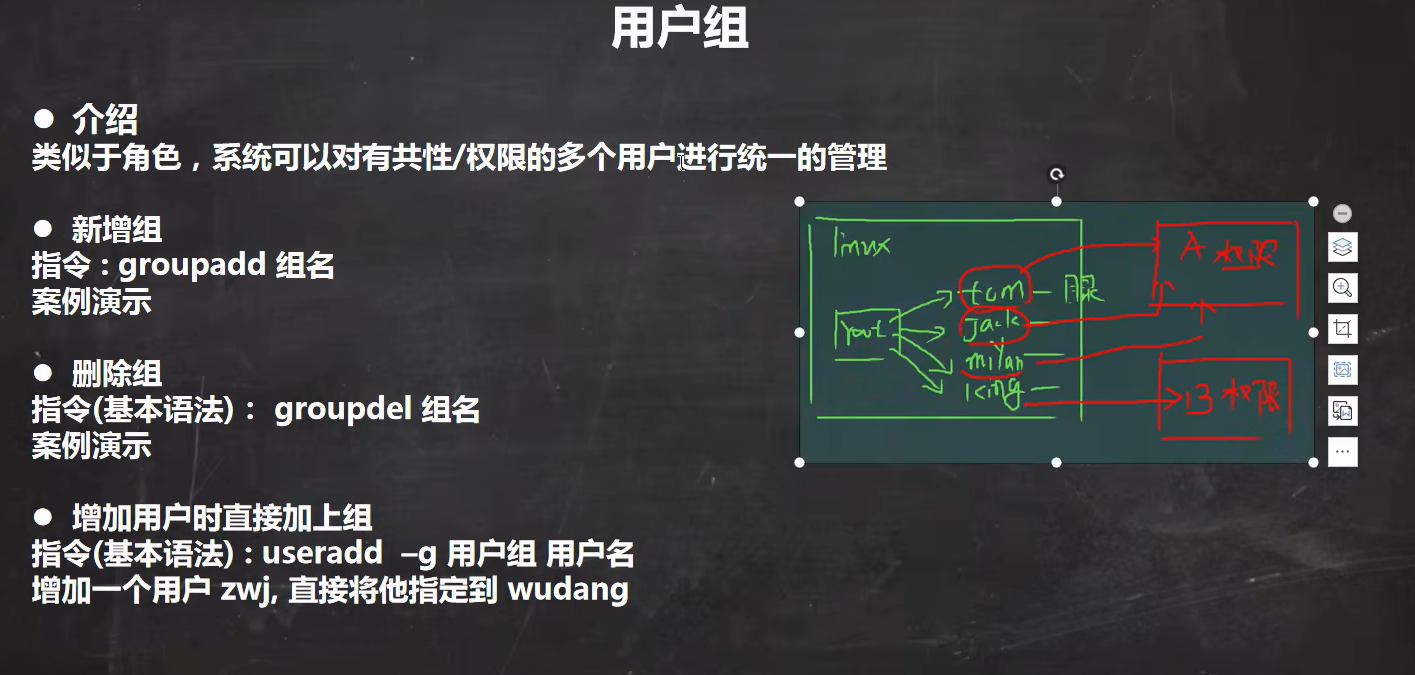 用户组
● 介绍
类似于角色，系统可以对有共性/权限的多个用户进行统一的管理
● 新增组
指令 : groupadd 组名
案例演示
● 删除组
指令(基本语法)： groupdel 组名
案例演示
● 增加用户时直接加上组
指令(基本语法) : useradd –g 用户组 用户名
增加一个用户 zwj, 直接将他指定到 wudang
linux
root
tom
jack
milan
king
A 权限
B 权限